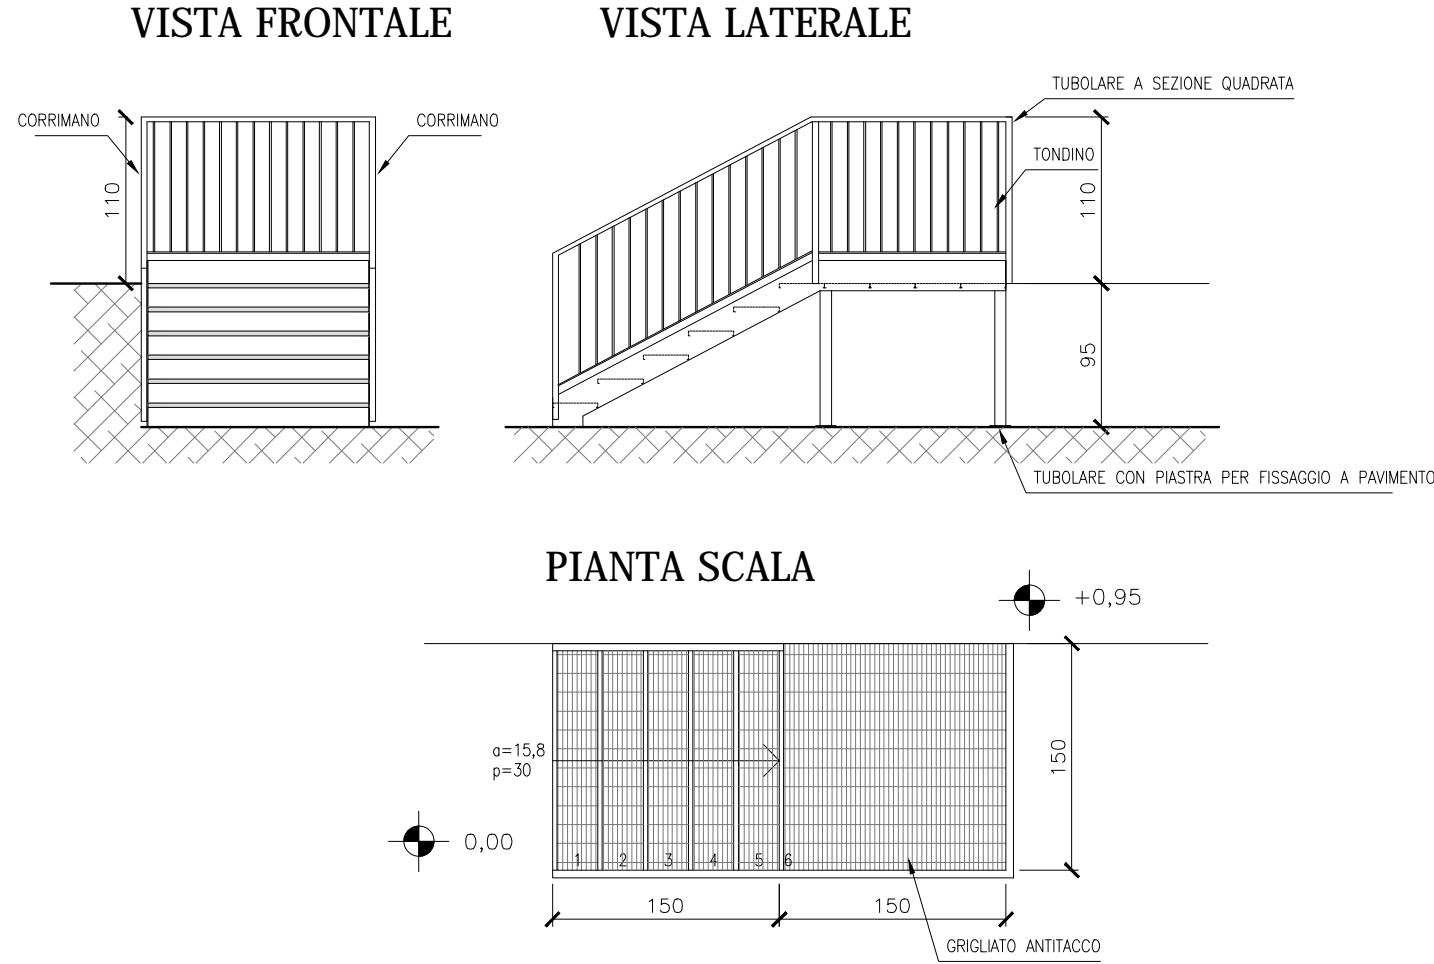 VISTA FRONTALE
VISTA LATERALE
TUBOLARE A SEZIONE QUADRATA
CORRIMANO
CORRIMANO
TONDINO
110
110
95
TUBOLARE CON PIASTRA PER FISSAGGIO A PAVIMENTO
PIANTA SCALA
+0,95
a=15,8
p=30
150
0,00
1 2 3 4 5 6
150
150
GRIGLIATO ANTITACCO